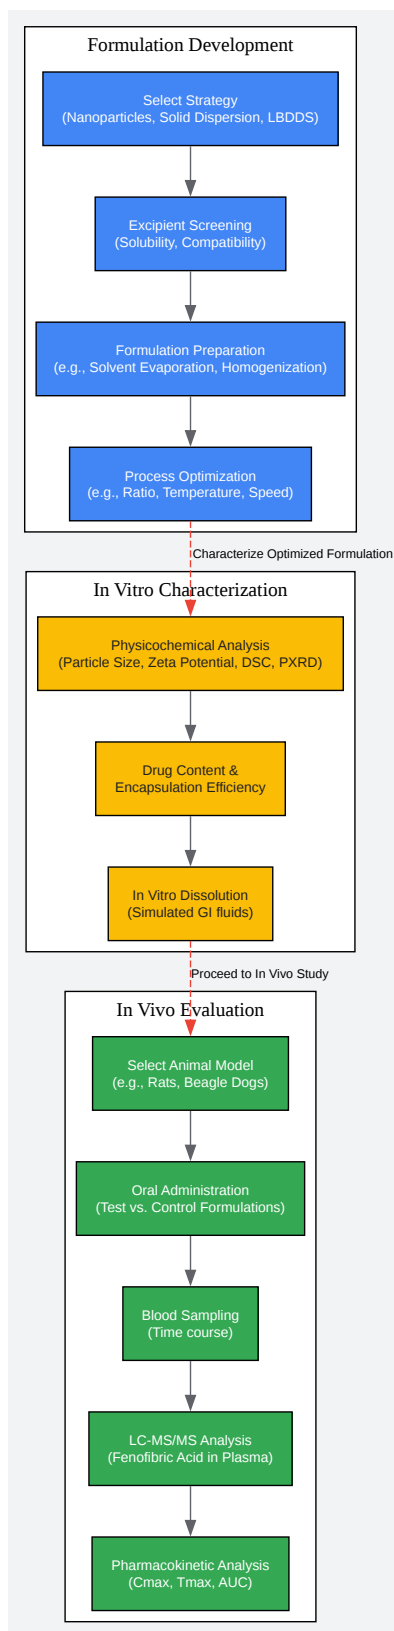 Formulation Development
Select Strategy
(Nanoparticles, Solid Dispersion, LBDDS)
Excipient Screening
(Solubility, Compatibility)
Formulation Preparation
(e.g., Solvent Evaporation, Homogenization)
Process Optimization
(e.g., Ratio, Temperature, Speed)
Characterize Optimized Formulation
In Vitro Characterization
Physicochemical Analysis
(Particle Size, Zeta Potential, DSC, PXRD)
Drug Content &
Encapsulation Efficiency
In Vitro Dissolution
(Simulated GI fluids)
Proceed to In Vivo Study
In Vivo Evaluation
Select Animal Model
(e.g., Rats, Beagle Dogs)
Oral Administration
(Test vs. Control Formulations)
Blood Sampling
(Time course)
LC-MS/MS Analysis
(Fenofibric Acid in Plasma)
Pharmacokinetic Analysis
(Cmax, Tmax, AUC)